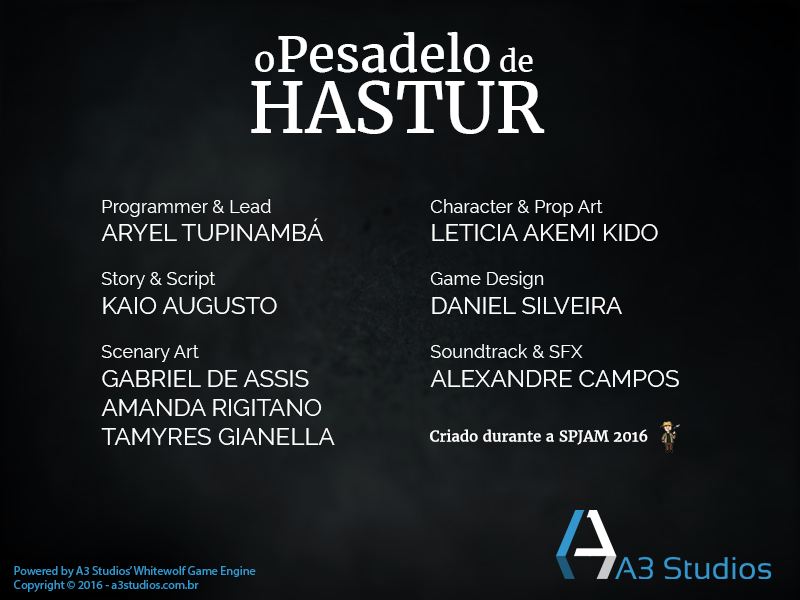 o Pesadelo de
HASTUR
Programmer & Lead
ARYEL TUPINAMBÁ
Story & Script
KAIO AUGUSTO
Scenary Art
GABRIEL DE ASSIS
AMANDA RIGITANO
TAMYRES GIANELLA
Character & Prop Art
LETICIA AKEMI KIDO
Game Design
DANIEL SILVEIRA
Soundtrack & SFX
ALEXANDRE CAMPOS
Criado durante a SPJAM 2016
A3 Studios
Powered by A3 Studios' Whitewolf Game Engine
Copyright © 2016 - a3studios.com.br